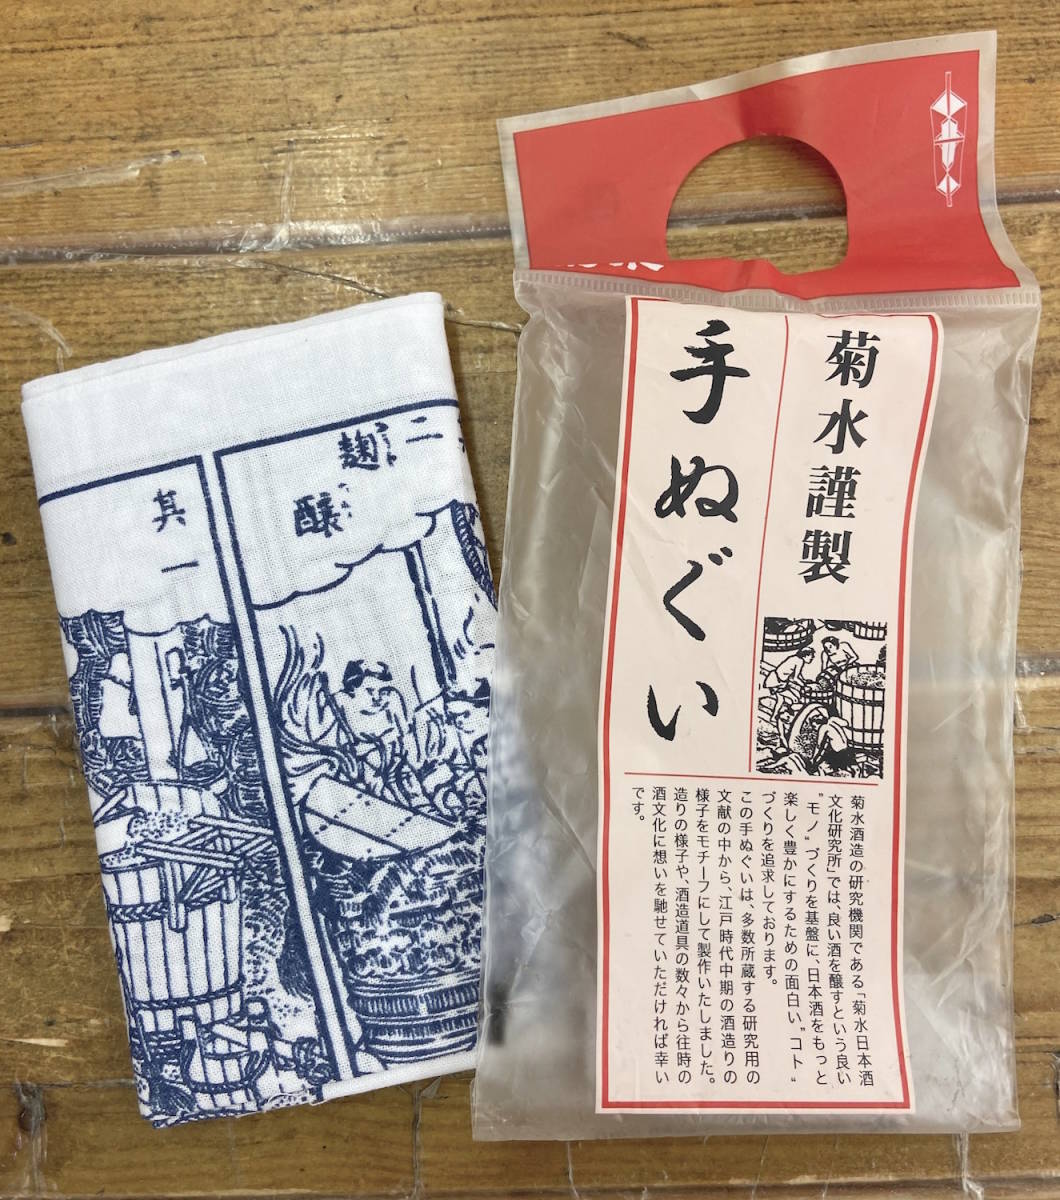 菊水謹製
手ぬぐい
菊水酒造の研究機関である「菊水日本酒
文化研究所」では、良い酒を醸すという良い
〝モノ〟づくりを基盤に、日本酒をもっと
楽しく豊かにするための面白い〝コト〟
づくりを追求しております。
この手ぬぐいは、多数所蔵する研究用の
文献の中から、江戸時代中期の酒造りの
様子をモチーフにして製作いたしました。
造りの様子や、酒造道具の数々から往時の
酒文化に想いを馳せていただければ幸い
です。
二
麹
醸
其一